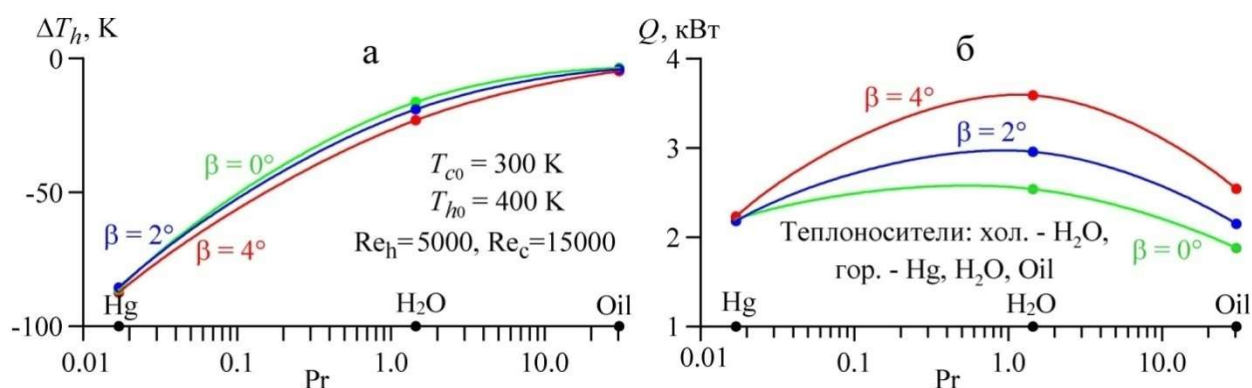 ΔTₕ, K
а
0
-50
-100
β = 0°
β = 2°
β = 4°
T_c0 = 300 K
T_h0 = 400 K
Re_h=5000, Re_c=15000
Hg
H₂O
Oil
0.01
0.1
1.0
10.0
Pr
Q, кВт
б
4
3
2
1
β = 4°
β = 2°
Теплоносители: хол. - H₂O,
гор. - Hg, H₂O, Oil
β = 0°
Hg
H₂O
Oil
0.01
0.1
1.0
10.0
Pr